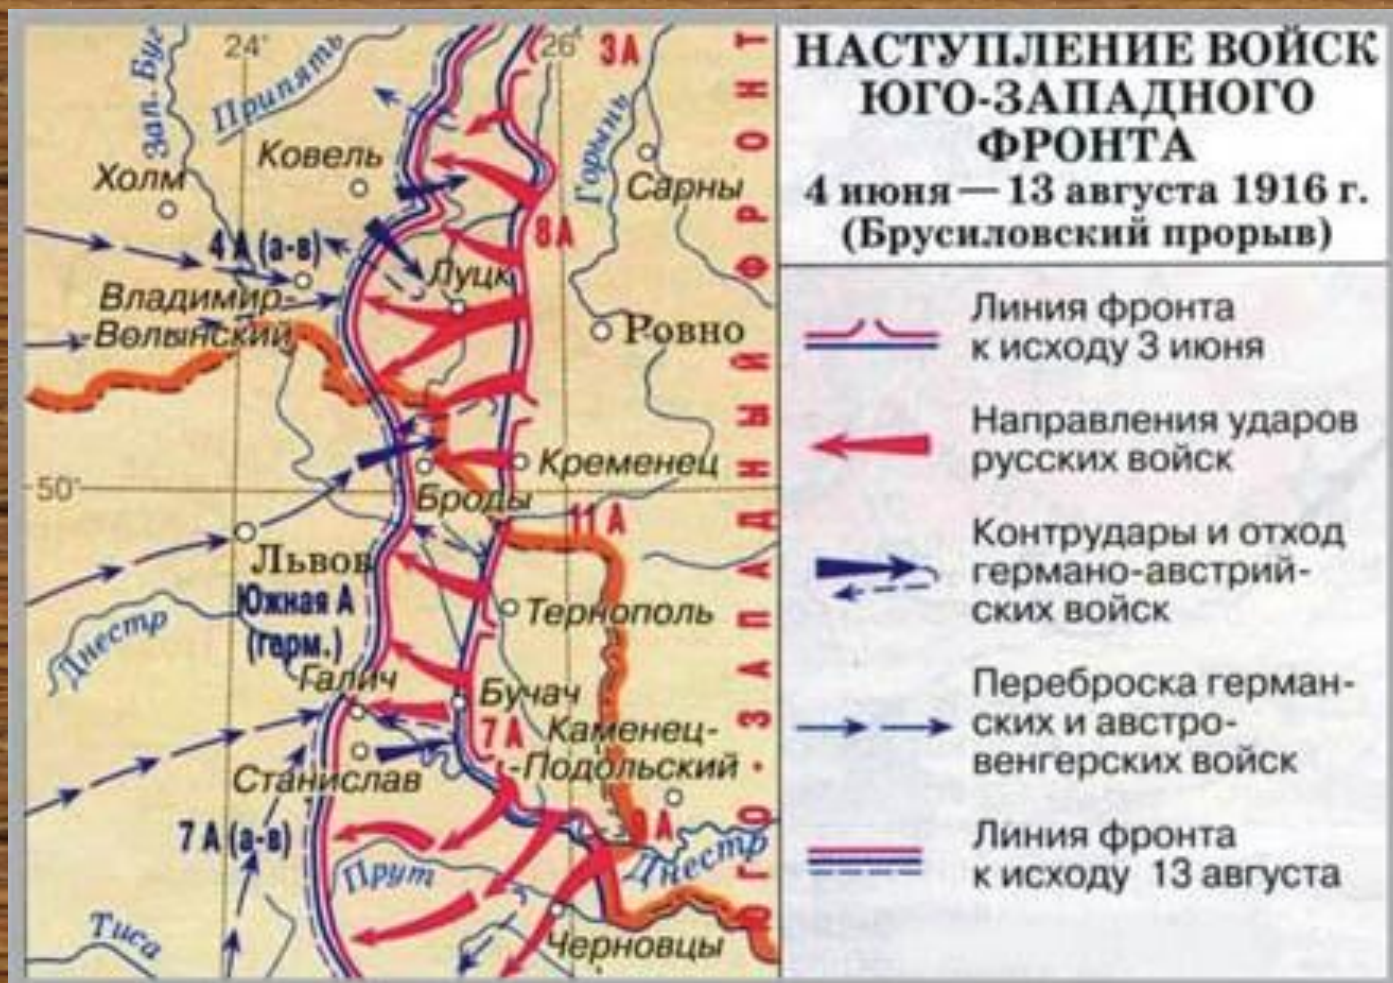 НАСТУПЛЕНИЕ ВОЙСК
ЮГО-ЗАПАДНОГО
ФРОНТА
4 июня — 13 августа 1916 г.
(Брусиловский прорыв)
Линия фронта
к исходу 3 июня
Направления ударов
русских войск
Контрудары и отход
германо-австрий-
ских войск
Переброска герман-
ских и австро-
венгерских войск
Линия фронта
к исходу 13 августа
24°
26°
3А
Зап. Буг
Припять
Горынь
Ковель
Холм
Сарны
8А
4 А (а-в)
Луцк
Владимир-
-Волынский
Ровно
Кременец
50°
Броды
11 А
Львов
Южная А
(герм.)
Тернополь
Днестр
Галич
Бучач
7 А
Каменец-
-Подольский
Станислав
9 А
7 А (а-в)
Днестр
Прут
Тиса
Черновцы
ЮГО-ЗАПАДНЫЙ ФРОНТ